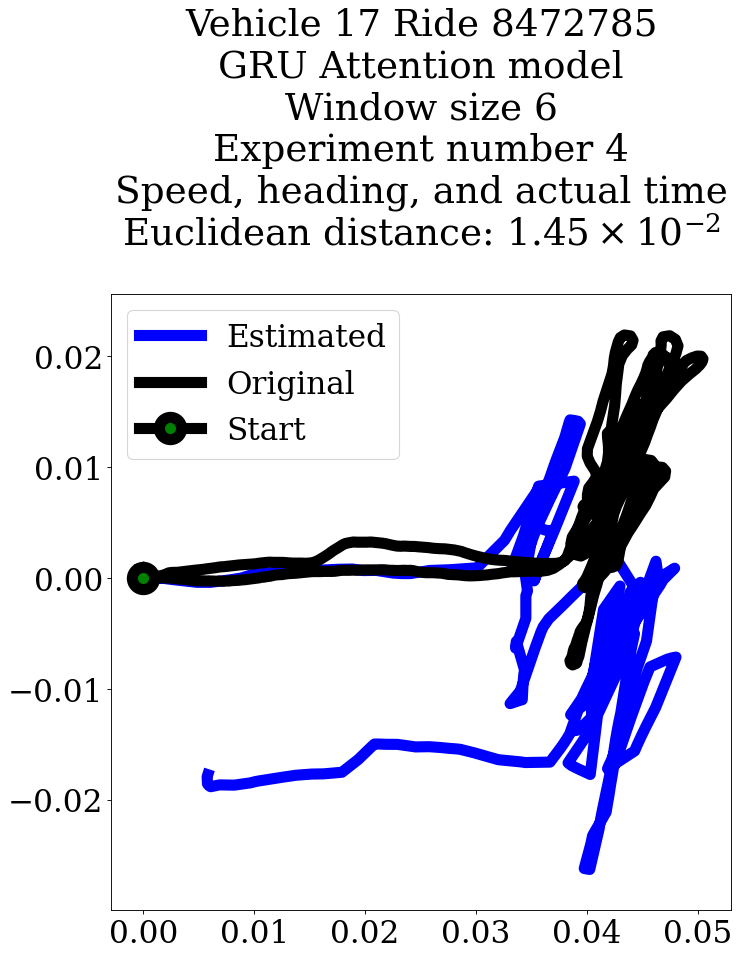 Vehicle 17 Ride 8472785
GRU Attention model
Window size 6
Experiment number 4
Speed, heading, and actual time
Euclidean distance: 1.45 × 10⁻²
Estimated
Original
Start
0.02
0.01
0.00
−0.01
−0.02
0.00 0.01 0.02 0.03 0.04 0.05